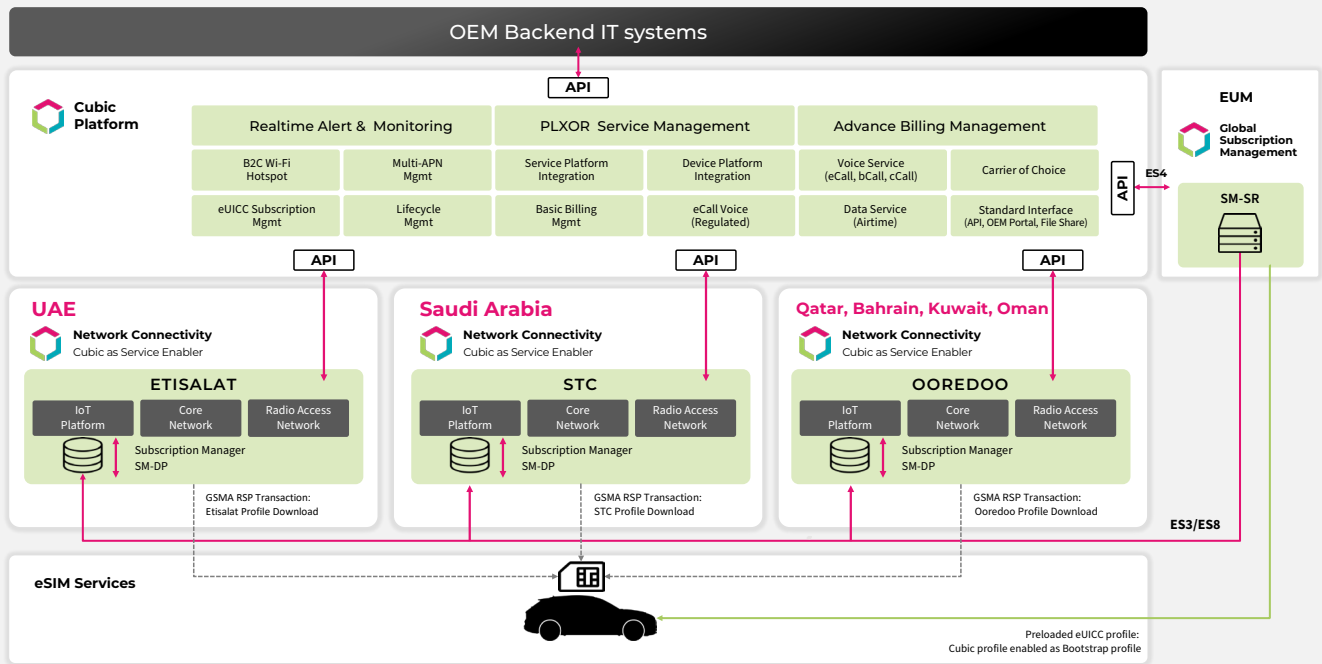 OEM Backend IT systems
API
Cubic
Platform
Realtime Alert & Monitoring
PLXOR Service Management
Advance Billing Management
B2C Wi-Fi
Hotspot
Multi-APN
Mgmt
Service Platform
Integration
Device Platform
Integration
Voice Service
(eCall, bCall, cCall)
Carrier of Choice
eUICC Subscription
Mgmt
Lifecycle
Mgmt
Basic Billing
Mgmt
eCall Voice
(Regulated)
Data Service
(Airtime)
Standard Interface
(API, OEM Portal, File Share)
API
ES4
EUM
Global
Subscription
Management
SM-SR
API
API
API
UAE
Network Connectivity
Cubic as Service Enabler
ETISALAT
IoT
Platform
Core
Network
Radio Access
Network
Subscription Manager
SM-DP
GSMA RSP Transaction:
Etisalat Profile Download
Saudi Arabia
Network Connectivity
Cubic as Service Enabler
STC
IoT
Platform
Core
Network
Radio Access
Network
Subscription Manager
SM-DP
GSMA RSP Transaction:
STC Profile Download
Qatar, Bahrain, Kuwait, Oman
Network Connectivity
Cubic as Service Enabler
OOREDOO
IoT
Platform
Core
Network
Radio Access
Network
Subscription Manager
SM-DP
GSMA RSP Transaction:
Ooredoo Profile Download
ES3/ES8
eSIM Services
Preloaded eUICC profile:
Cubic profile enabled as Bootstrap profile